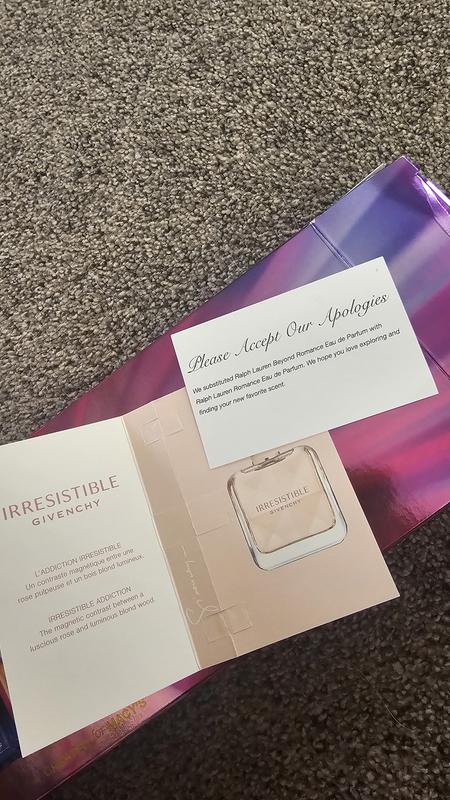 Please Accept Our Apologies
We substituted Ralph Lauren Beyond Romance Eau de Parfum with
Ralph Lauren Romance Eau de Parfum. We hope you love exploring and
finding your new favorite scent.
IRRESISTIBLE
GIVENCHY
L'ADDICTION IRRÉSISTIBLE
Un contraste magnétique entre une
rose pulpeuse et un bois blond lumineux.
IRRESISTIBLE ADDICTION
The magnetic contrast between a
luscious rose and luminous blond wood.
IRRESISTIBLE
GIVENCHY
MACY'S